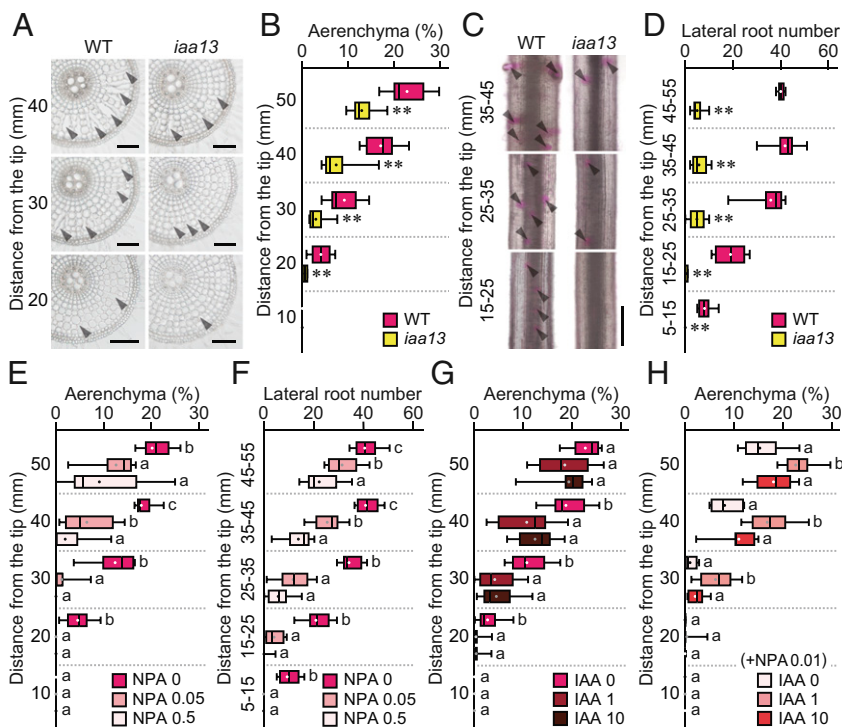 A
WT
iaa13
Distance from the tip (mm)
40
30
20
B
Aerenchyma (%)
0 10 20 30
Distance from the tip (mm)
50
**
40
**
30
**
20
**
10
WT
iaa13
C
WT
iaa13
Distance from the tip (mm)
35-45
25-35
15-25
D
Lateral root number
0 20 40 60
Distance from the tip (mm)
45-55
**
35-45
**
25-35
**
15-25
**
5-15
**
WT
iaa13
E
Aerenchyma (%)
0 10 20 30
Distance from the tip (mm)
50
b
a
a
40
c
b
a
30
b
a
a
20
b
a
a
10
a
a
a
NPA 0
NPA 0.05
NPA 0.5
F
Lateral root number
0 20 40 60
Distance from the tip (mm)
45-55
c
b
a
35-45
c
b
a
25-35
b
a
a
15-25
b
a
a
5-15
b
a
a
NPA 0
NPA 0.05
NPA 0.5
G
Aerenchyma (%)
0 10 20 30
Distance from the tip (mm)
50
a
a
a
40
b
a
a
30
b
a
a
20
b
a
a
10
a
a
a
IAA 0
IAA 1
IAA 10
H
Aerenchyma (%)
0 10 20 30
Distance from the tip (mm)
50
a
b
a
40
a
b
a
30
a
b
a
20
a
a
a
10
a
a
a
(+NPA 0.01)
IAA 0
IAA 1
IAA 10